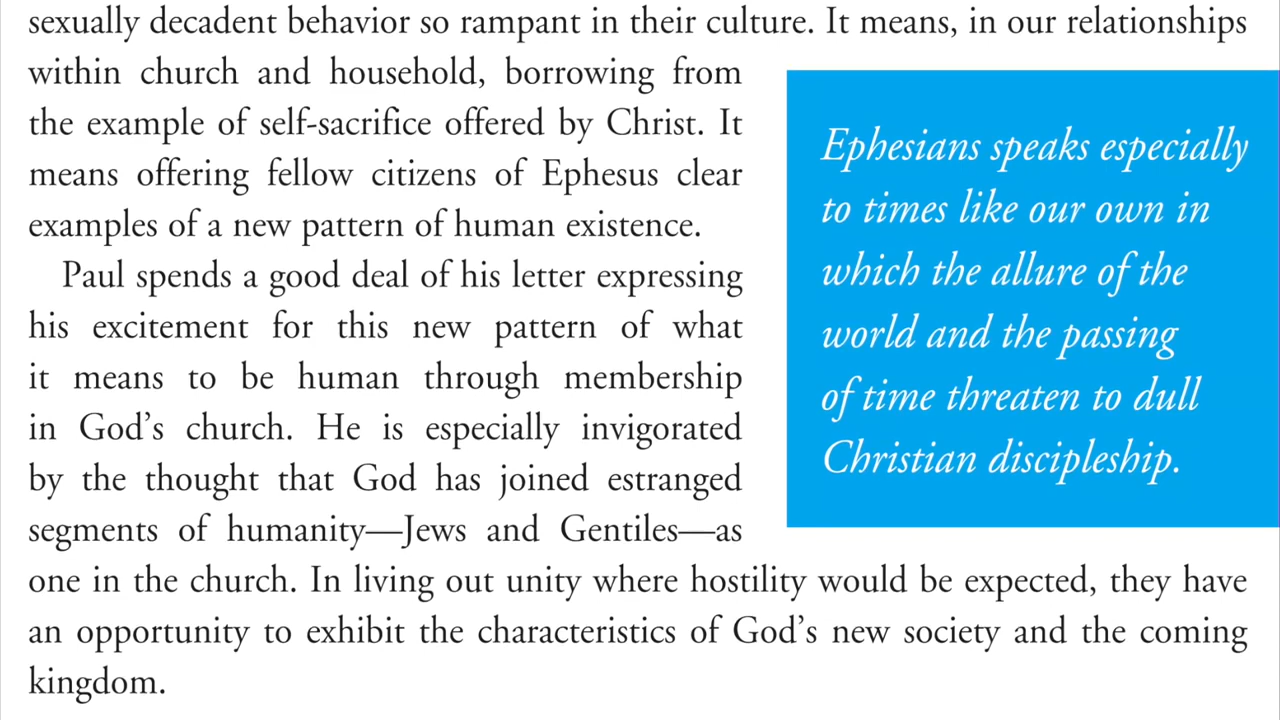 sexually decadent behavior so rampant in their culture. It means, in our relationships
within church and household, borrowing from
the example of self-sacrifice offered by Christ. It
means offering fellow citizens of Ephesus clear
examples of a new pattern of human existence.
Paul spends a good deal of his letter expressing
his excitement for this new pattern of what
it means to be human through membership
in God’s church. He is especially invigorated
by the thought that God has joined estranged
segments of humanity—Jews and Gentiles—as
one in the church. In living out unity where hostility would be expected, they have
an opportunity to exhibit the characteristics of God’s new society and the coming
kingdom.
Ephesians speaks especially
to times like our own in
which the allure of the
world and the passing
of time threaten to dull
Christian discipleship.